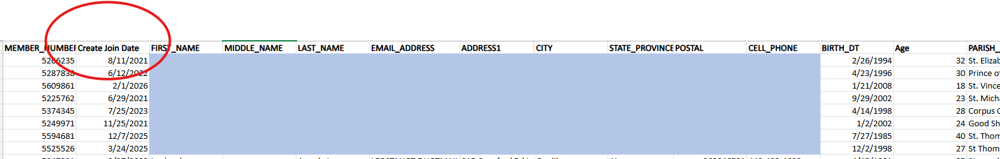 MEMBER_NUMBER Create Join Date FIRST_NAME MIDDLE_NAME LAST_NAME EMAIL_ADDRESS ADDRESS1 CITY STATE_PROVINCE POSTAL CELL_PHONE BIRTH_DT Age PARISH_
5266235 8/11/2021 2/26/1994 32 St. Elizab
5287838 6/12/2022 4/23/1996 30 Prince of
5609861 2/1/2026 1/21/2008 18 St. Vince
5225762 6/29/2021 9/29/2002 23 St. Micha
5374345 7/25/2023 4/14/1998 28 Corpus C
5249971 11/25/2021 1/2/2002 24 Good Sh
5594681 12/7/2025 7/27/1985 40 St. Thom
5525526 3/24/2025 12/2/1998 27 St Thom